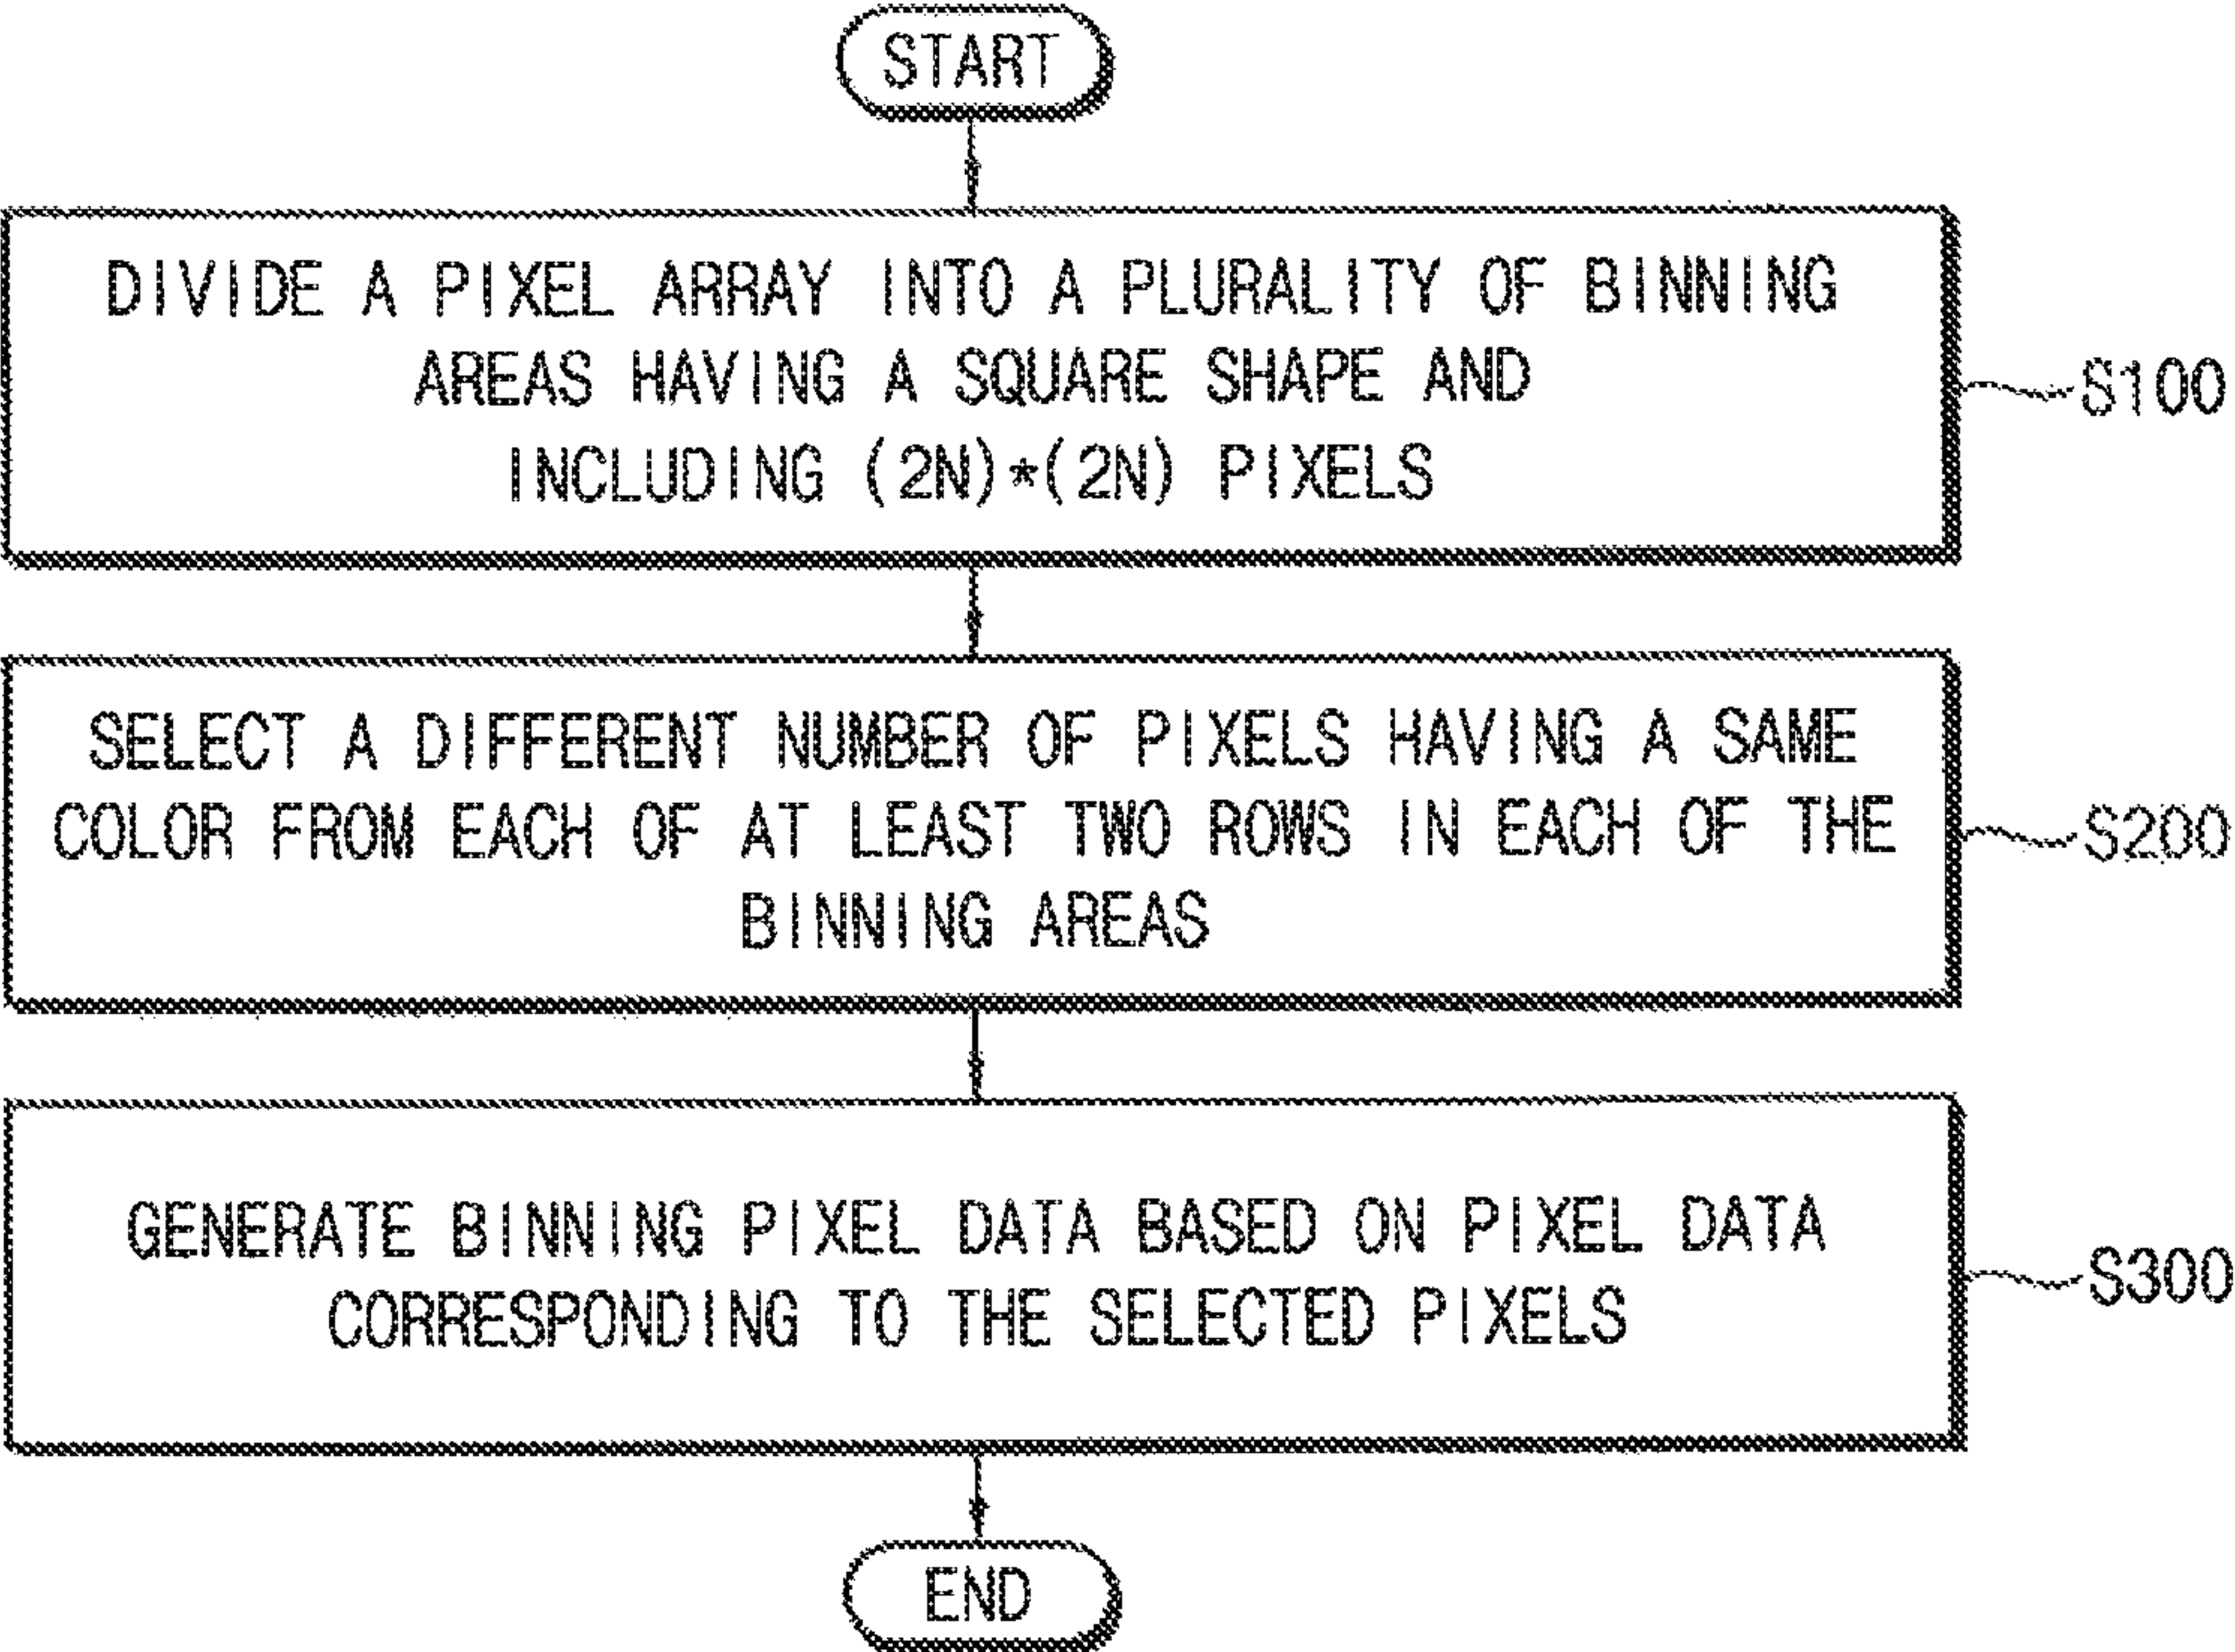 START
DIVIDE A PIXEL ARRAY INTO A PLURALITY OF BINNING
AREAS HAVING A SQUARE SHAPE AND
INCLUDING (2N)*(2N) PIXELS
S100
SELECT A DIFFERENT NUMBER OF PIXELS HAVING A SAME
COLOR FROM EACH OF AT LEAST TWO ROWS IN EACH OF THE
BINNING AREAS
S200
GENERATE BINNING PIXEL DATA BASED ON PIXEL DATA
CORRESPONDING TO THE SELECTED PIXELS
S300
END